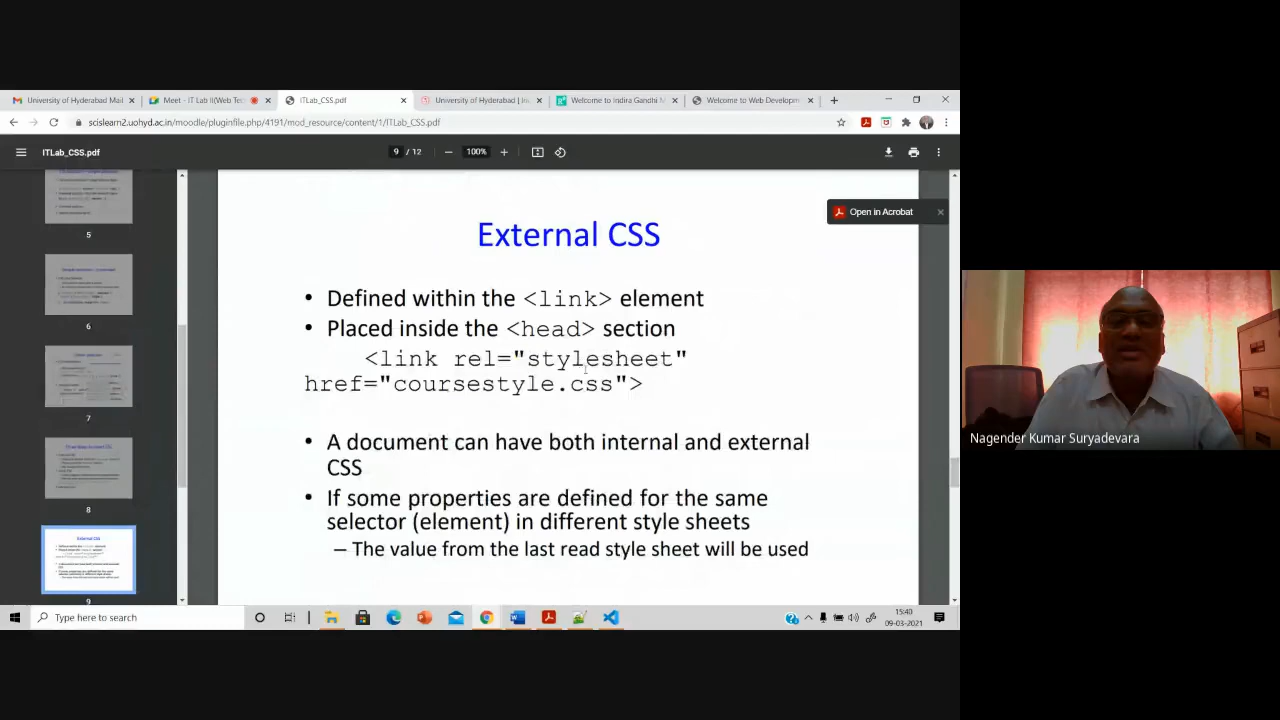 University of Hyderabad Mail
Meet - IT Lab II(Web Tec
ITLab_CSS.pdf
University of Hyderabad | In
Welcome to Indira Gandhi M
Welcome to Web Developm
scislearn2.uohyd.ac.in/moodle/pluginfile.php/4191/mod_resource/content/1/ITLab_CSS.pdf
ITLab_CSS.pdf
9 / 12
100%
Open in Acrobat
5
6
7
8
External CSS
9
External CSS
• Defined within the <link> element
• Placed inside the <head> section
<link rel="stylesheet"
href="coursestyle.css">
• A document can have both internal and external
CSS
• If some properties are defined for the same
selector (element) in different style sheets
– The value from the last read style sheet will be used
Nagender Kumar Suryadevara
Type here to search
15:40
09-03-2021